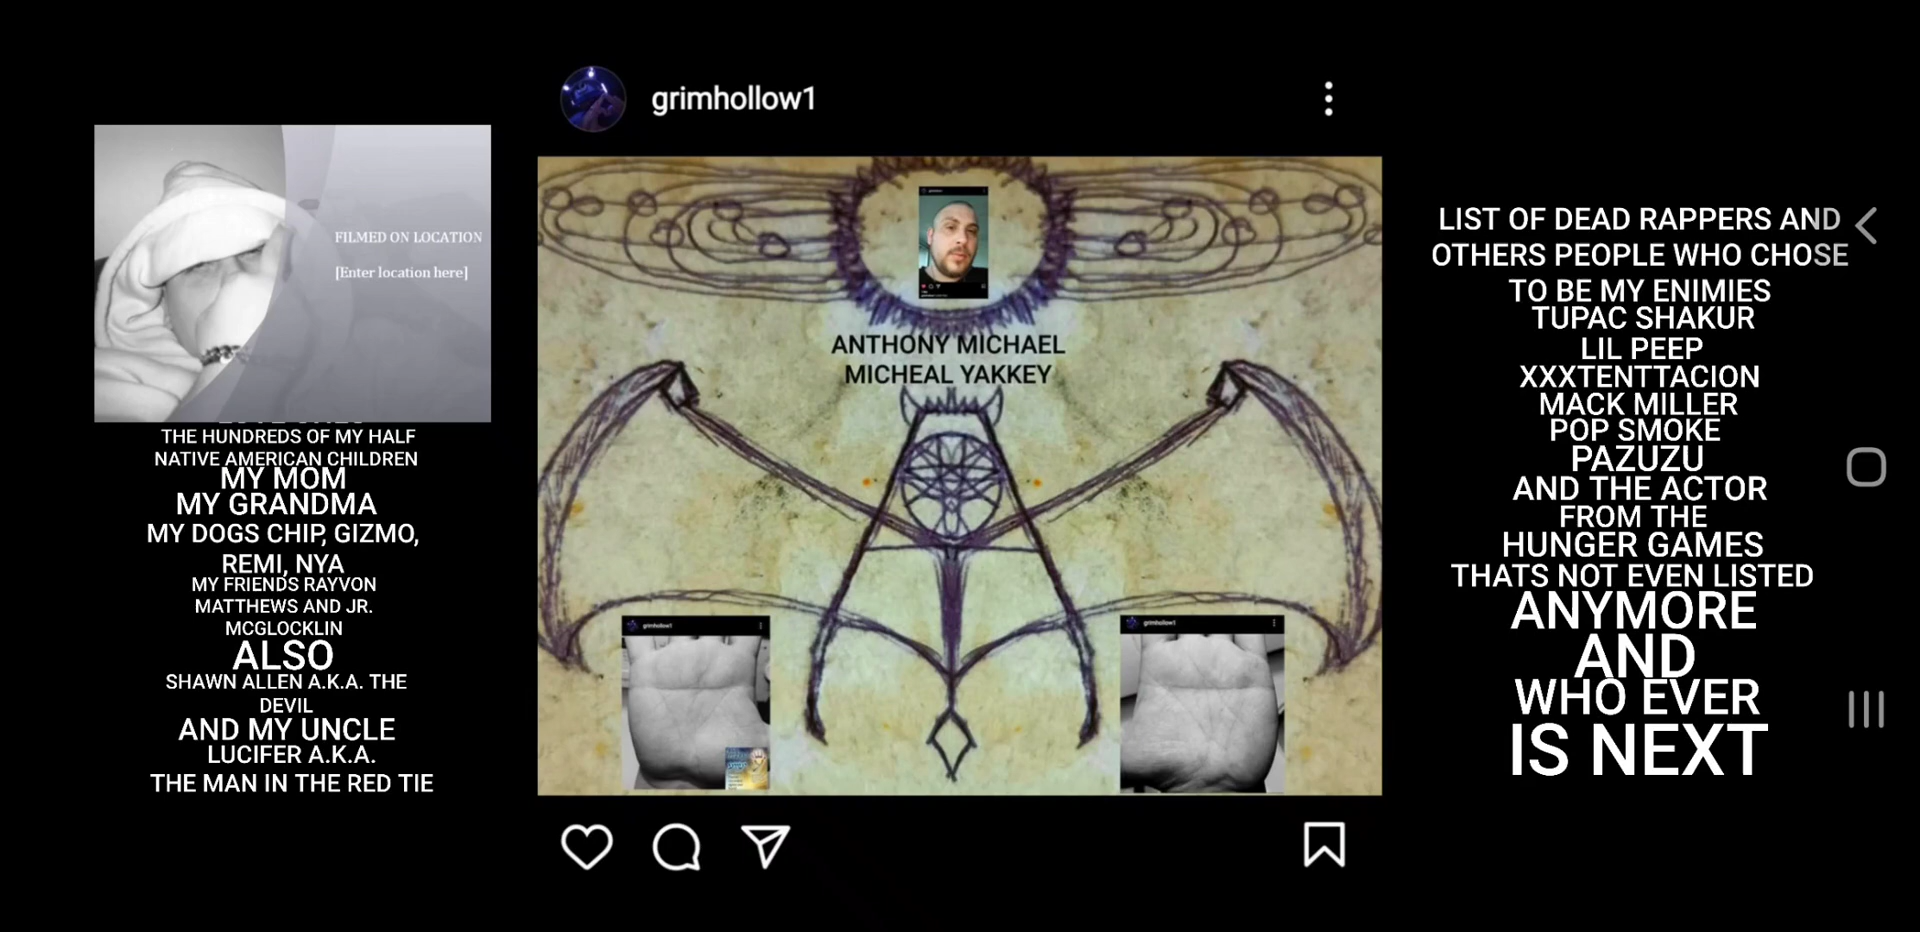 grimhollow1
FILMED ON LOCATION
[Enter location here]
THE HUNDREDS OF MY HALF
NATIVE AMERICAN CHILDREN
MY MOM
MY GRANDMA
MY DOGS CHIP, GIZMO,
REMI, NYA
MY FRIENDS RAYVON
MATTHEWS AND JR.
MCGLOCKLIN
ALSO
SHAWN ALLEN A.K.A. THE
DEVIL
AND MY UNCLE
LUCIFER A.K.A.
THE MAN IN THE RED TIE
ANTHONY MICHAEL
MICHEAL YAKKEY
grimhollow1
grimhollow1
LIST OF DEAD RAPPERS AND
OTHERS PEOPLE WHO CHOSE
TO BE MY ENIMIES
TUPAC SHAKUR
LIL PEEP
XXXTENTTACION
MACK MILLER
POP SMOKE
PAZUZU
AND THE ACTOR
FROM THE
HUNGER GAMES
THATS NOT EVEN LISTED
ANYMORE
AND
WHO EVER
IS NEXT